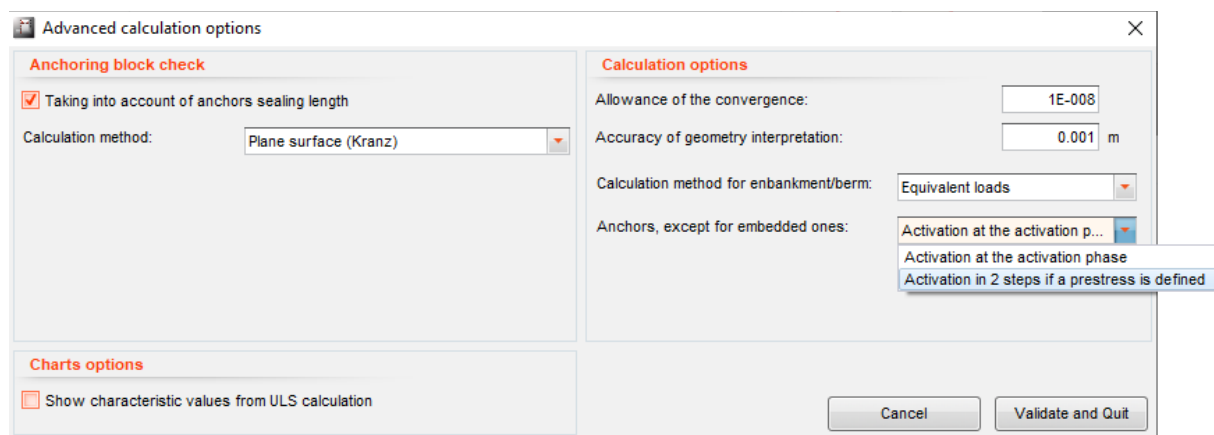 Advanced calculation options
Anchoring block check
Taking into account of anchors sealing length
Calculation method:
Plane surface (Kranz)
Calculation options
Allowance of the convergence:
1E-008
Accuracy of geometry interpretation:
0.001 m
Calculation method for enbankment/berm:
Equivalent loads
Anchors, except for embedded ones:
Activation at the activation p...
Activation at the activation phase
Activation in 2 steps if a prestress is defined
Charts options
Show characteristic values from ULS calculation
Cancel
Validate and Quit